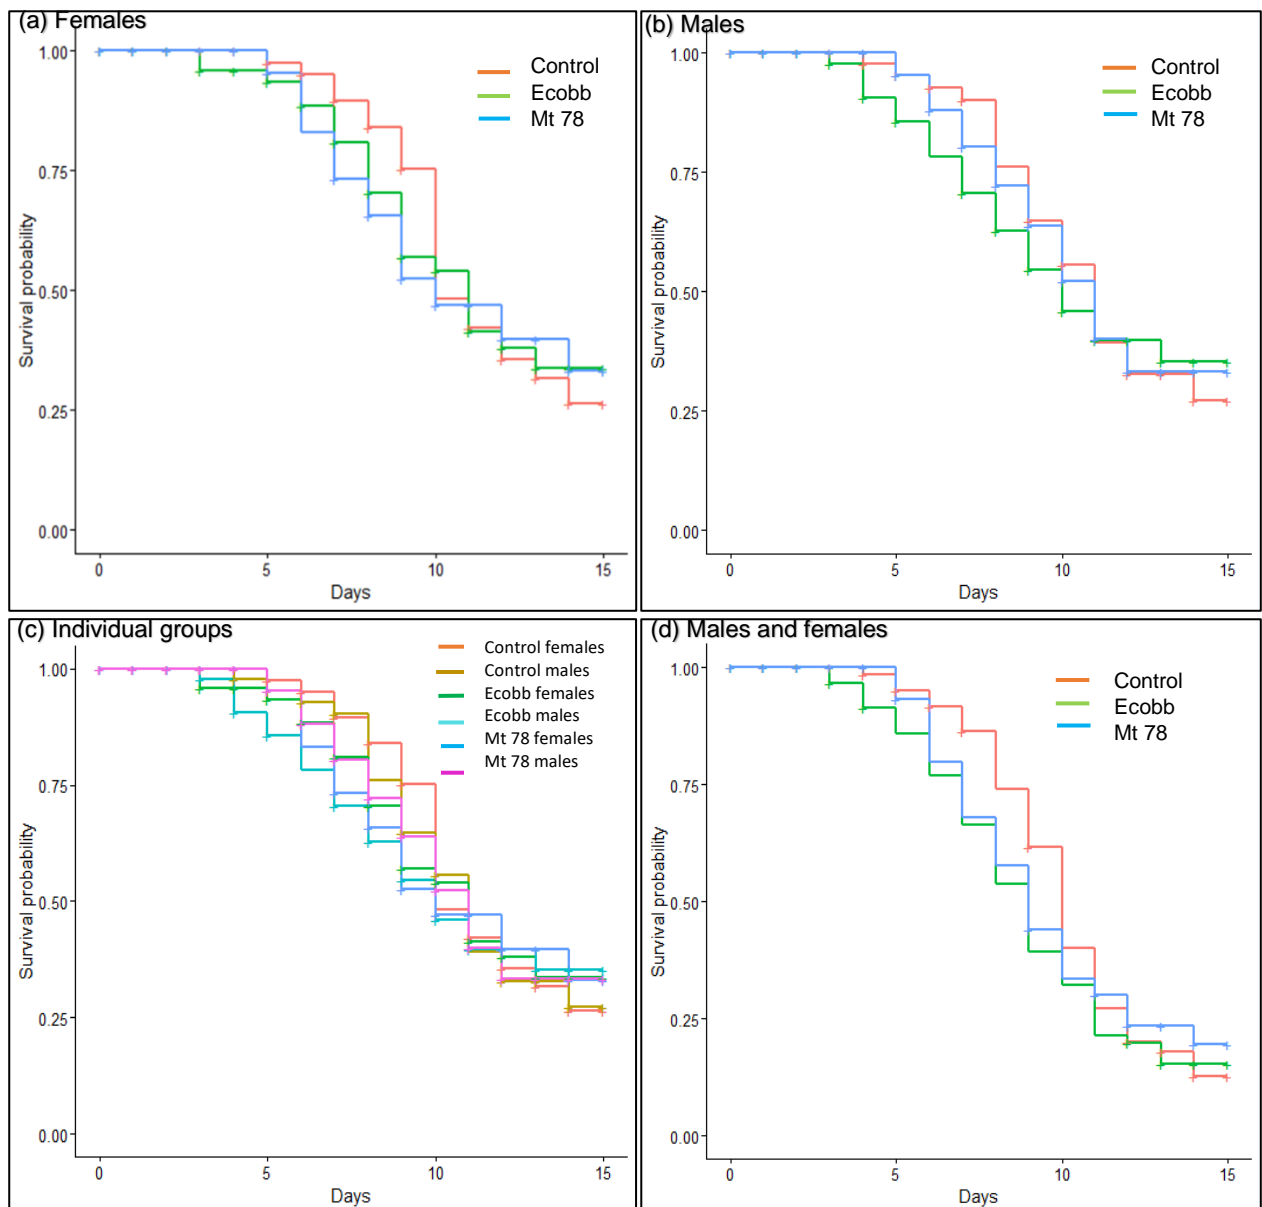 (a) Females
1.00
0.75
0.50
0.25
0.00
Survival probability
0 5 10 15
Days
Control
Ecobb
Mt 78
(b) Males
1.00
0.75
0.50
0.25
0.00
Survival probability
0 5 10 15
Days
Control
Ecobb
Mt 78
(c) Individual groups
1.00
0.75
0.50
0.25
0.00
Survival probability
0 5 10 15
Days
Control females
Control males
Ecobb females
Ecobb males
Mt 78 females
Mt 78 males
(d) Males and females
1.00
0.75
0.50
0.25
0.00
Survival probability
0 5 10 15
Days
Control
Ecobb
Mt 78